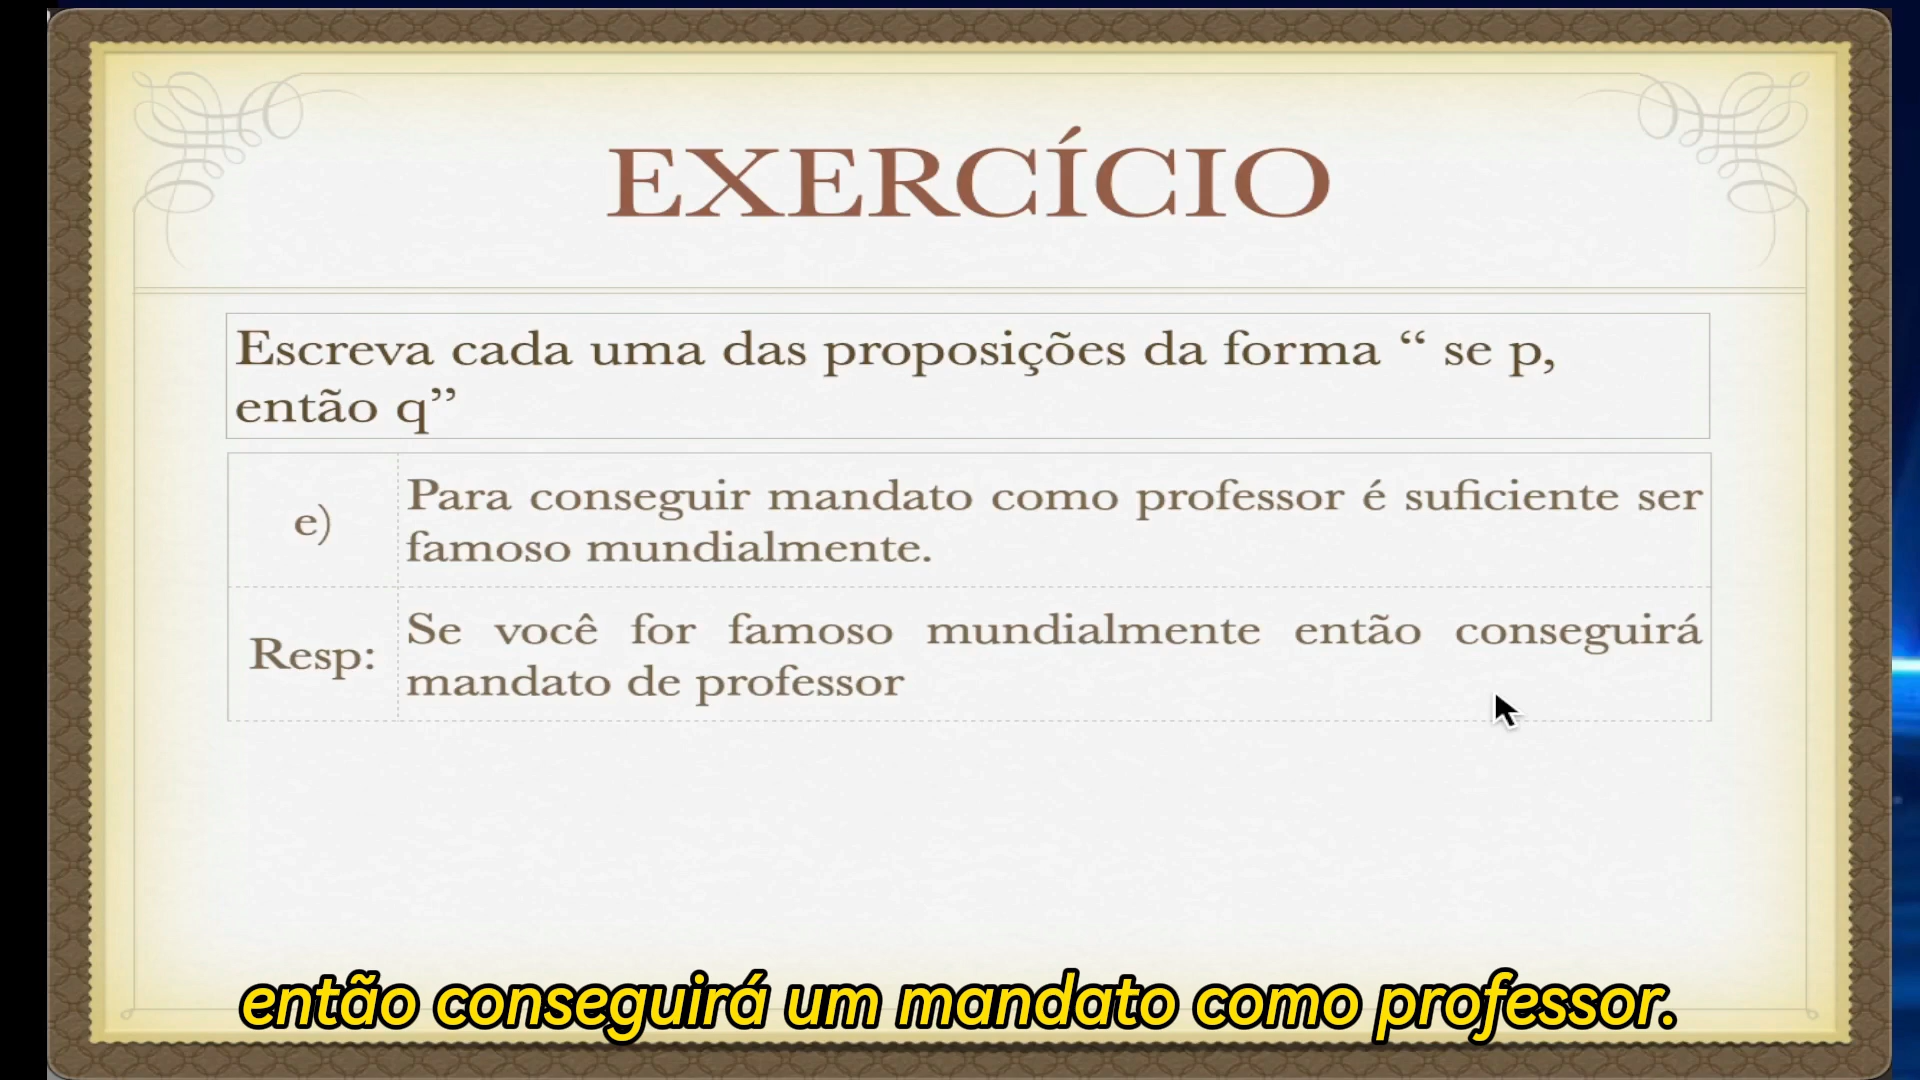 EXERCÍCIO
Escreva cada uma das proposições da forma “ se p,
então q”
e)
Para conseguir mandato como professor é suficiente ser
famoso mundialmente.
Resp:
Se você for famoso mundialmente então conseguirá
mandato de professor
então conseguirá um mandato como professor.